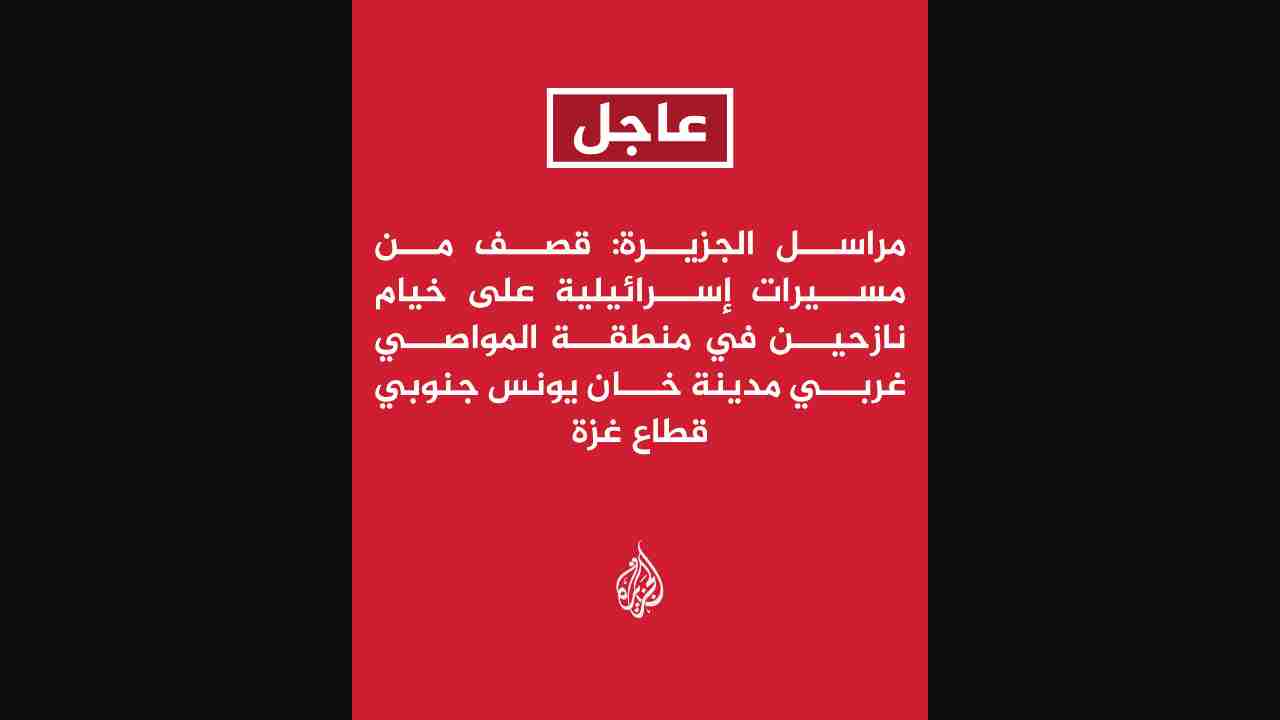 عاجل
مراسل الجزيرة: قصف من
مسيرات إسرائيلية على خيام
نازحين في منطقة المواصي
غربي مدينة خان يونس جنوبي
قطاع غزة
الجزيرة